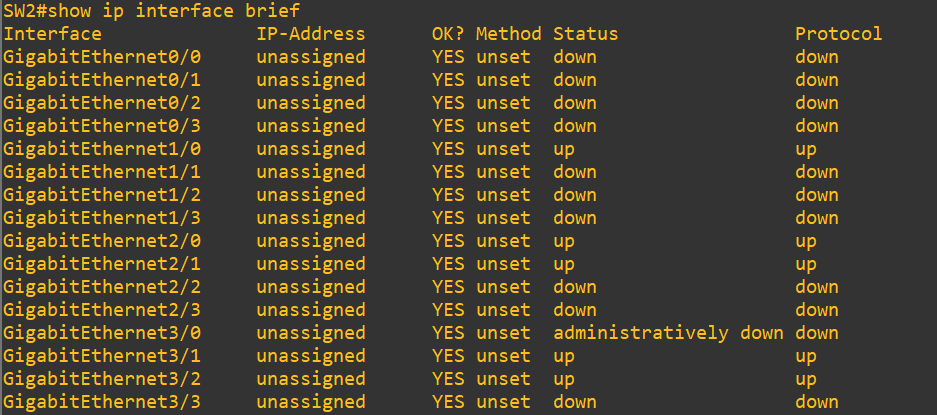 SW2#show ip interface brief
Interface IP-Address OK? Method Status Protocol
GigabitEthernet0/0 unassigned YES unset down down
GigabitEthernet0/1 unassigned YES unset down down
GigabitEthernet0/2 unassigned YES unset down down
GigabitEthernet0/3 unassigned YES unset down down
GigabitEthernet1/0 unassigned YES unset up up
GigabitEthernet1/1 unassigned YES unset down down
GigabitEthernet1/2 unassigned YES unset down down
GigabitEthernet1/3 unassigned YES unset down down
GigabitEthernet2/0 unassigned YES unset up up
GigabitEthernet2/1 unassigned YES unset up up
GigabitEthernet2/2 unassigned YES unset down down
GigabitEthernet2/3 unassigned YES unset down down
GigabitEthernet3/0 unassigned YES unset administratively down down
GigabitEthernet3/1 unassigned YES unset up up
GigabitEthernet3/2 unassigned YES unset up up
GigabitEthernet3/3 unassigned YES unset down down